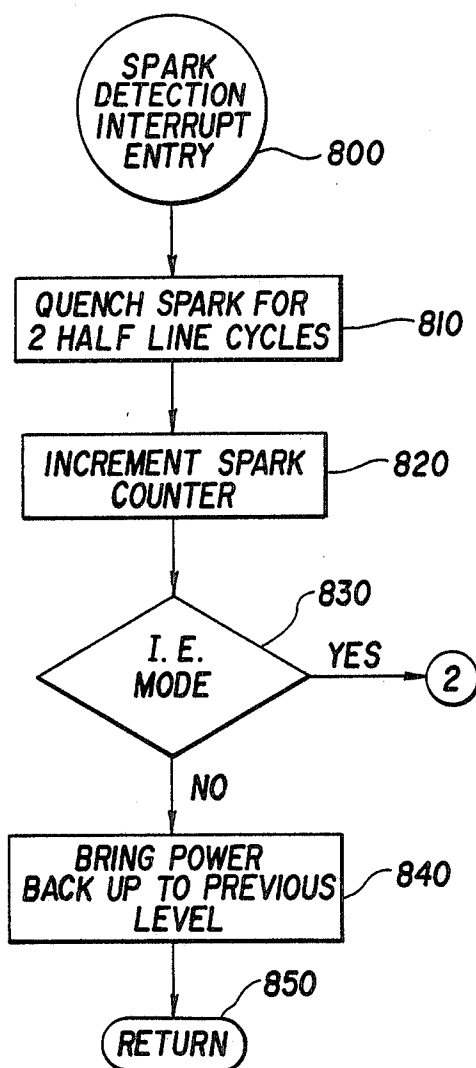 SPARK
DETECTION
INTERRUPT
ENTRY
800
QUENCH SPARK FOR
2 HALF LINE CYCLES
810
INCREMENT SPARK
COUNTER
820
830
I. E.
MODE
YES
2
NO
BRING POWER
BACK UP TO PREVIOUS
LEVEL
840
850
RETURN